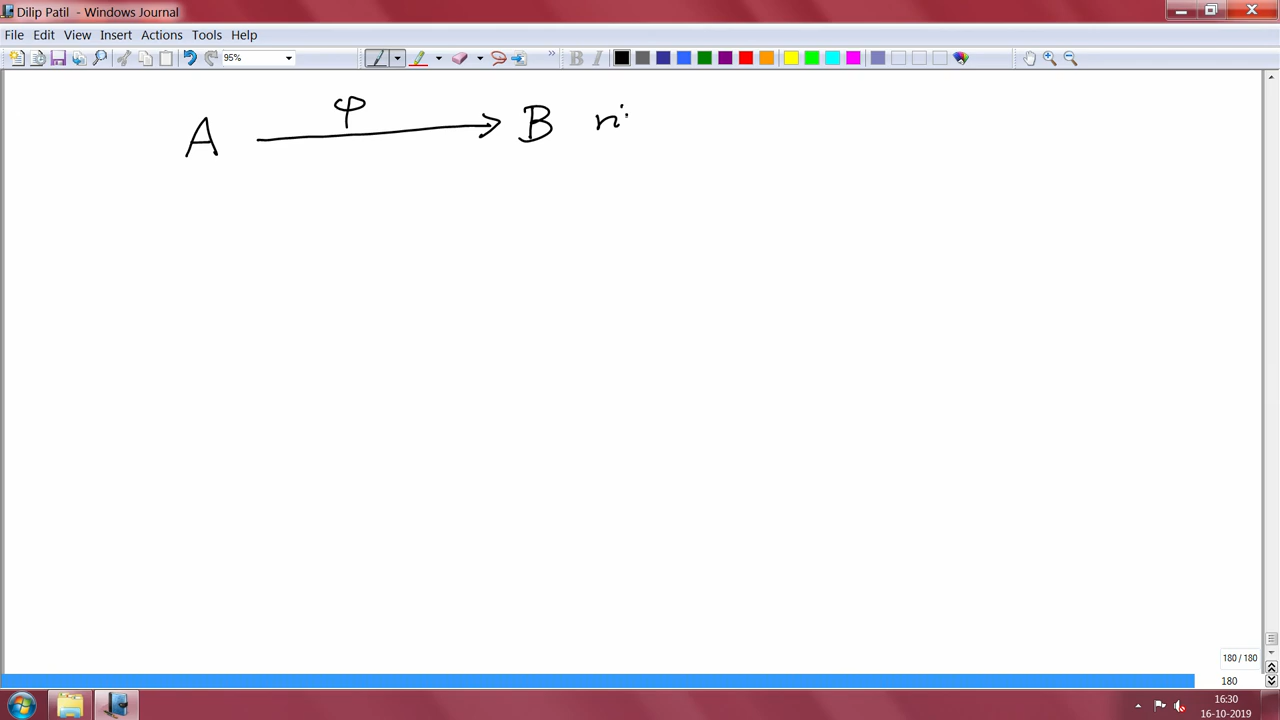 Dilip Patil - Windows Journal
File Edit View Insert Actions Tools Help
95%
φ
A → B ri
180 / 180
180
16:30
16-10-2019